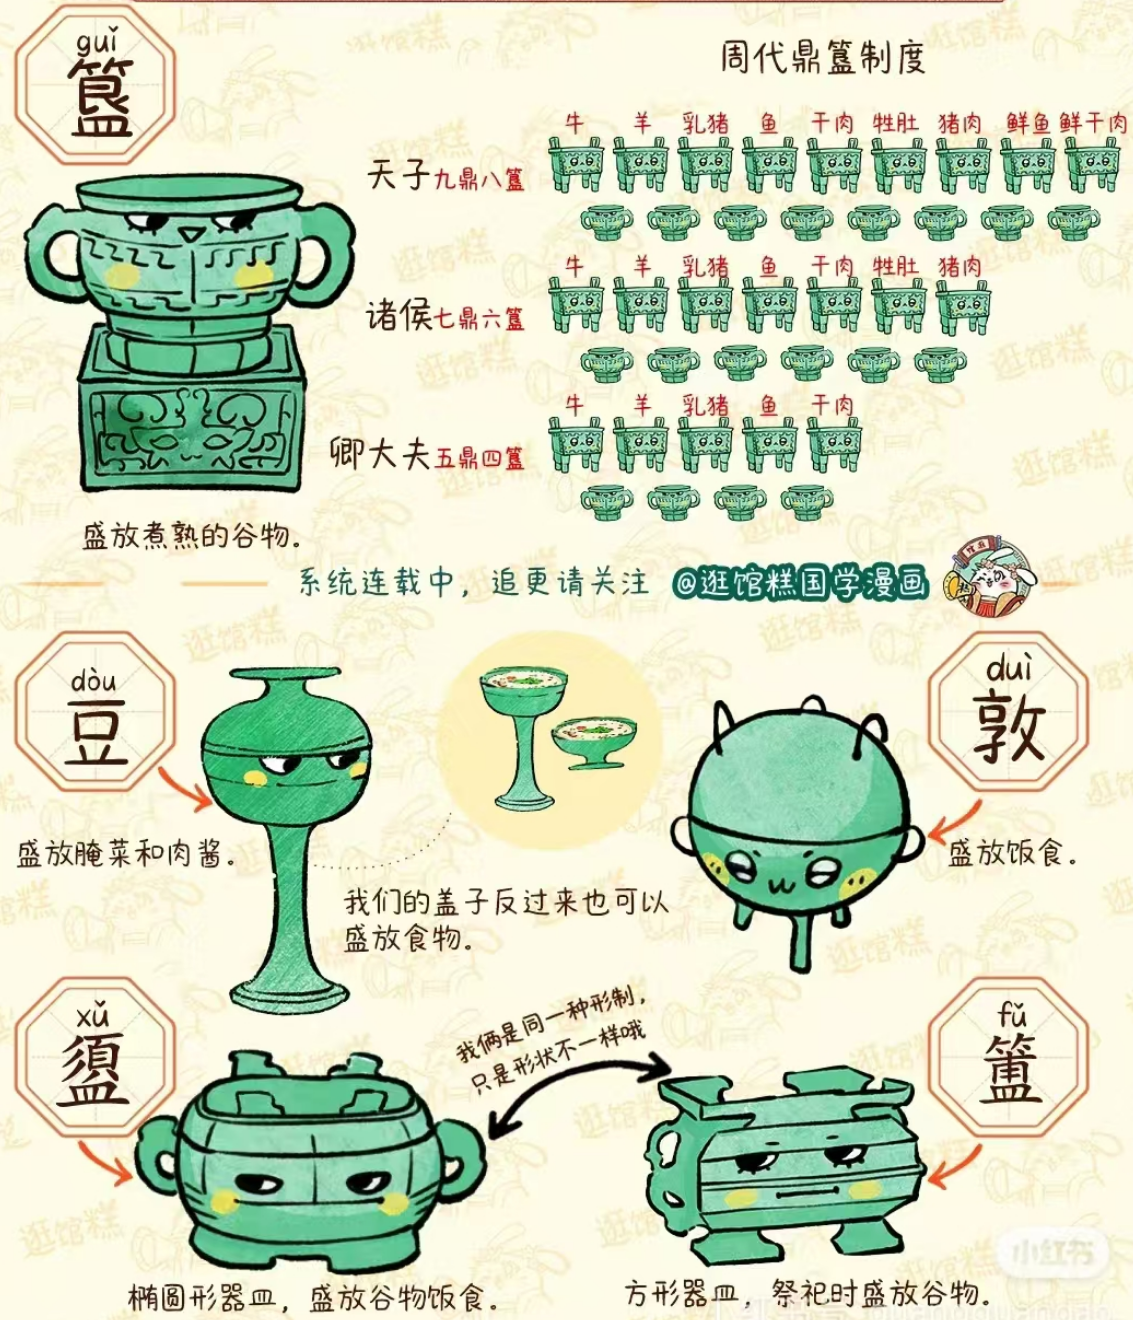 guǐ
簋
周代鼎簋制度
牛 羊 乳猪 鱼 干肉 牲肚 猪肉 鲜鱼 鲜干肉
天子九鼎八簋
牛 羊 乳猪 鱼 干肉 牲肚 猪肉
诸侯七鼎六簋
牛 羊 乳猪 鱼 干肉
卿大夫五鼎四簋
盛放煮熟的谷物。
系统连载中，追更请关注 @逛馆糕国学漫画
dòu
豆
盛放腌菜和肉酱。
我们的盖子反过来也可以
盛放食物。
duì
敦
盛放饭食。
xǔ
盨
我俩是同一种形制，
只是形状不一样哦
fǔ
簠
椭圆形器皿，盛放谷物饭食。
方形器皿，祭祀时盛放谷物。
小红书
逛馆糕